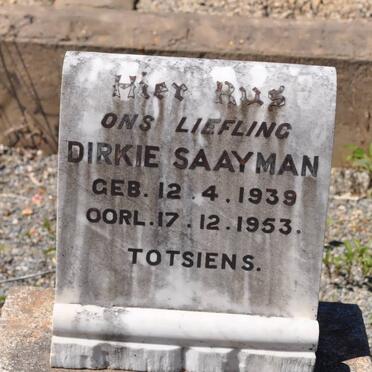 Hier Rus
ONS LIEFLING
DIRKIE SAAYMAN
GEB. 12.4.1939
OORL.17.12.1953.
TOTSIENS.